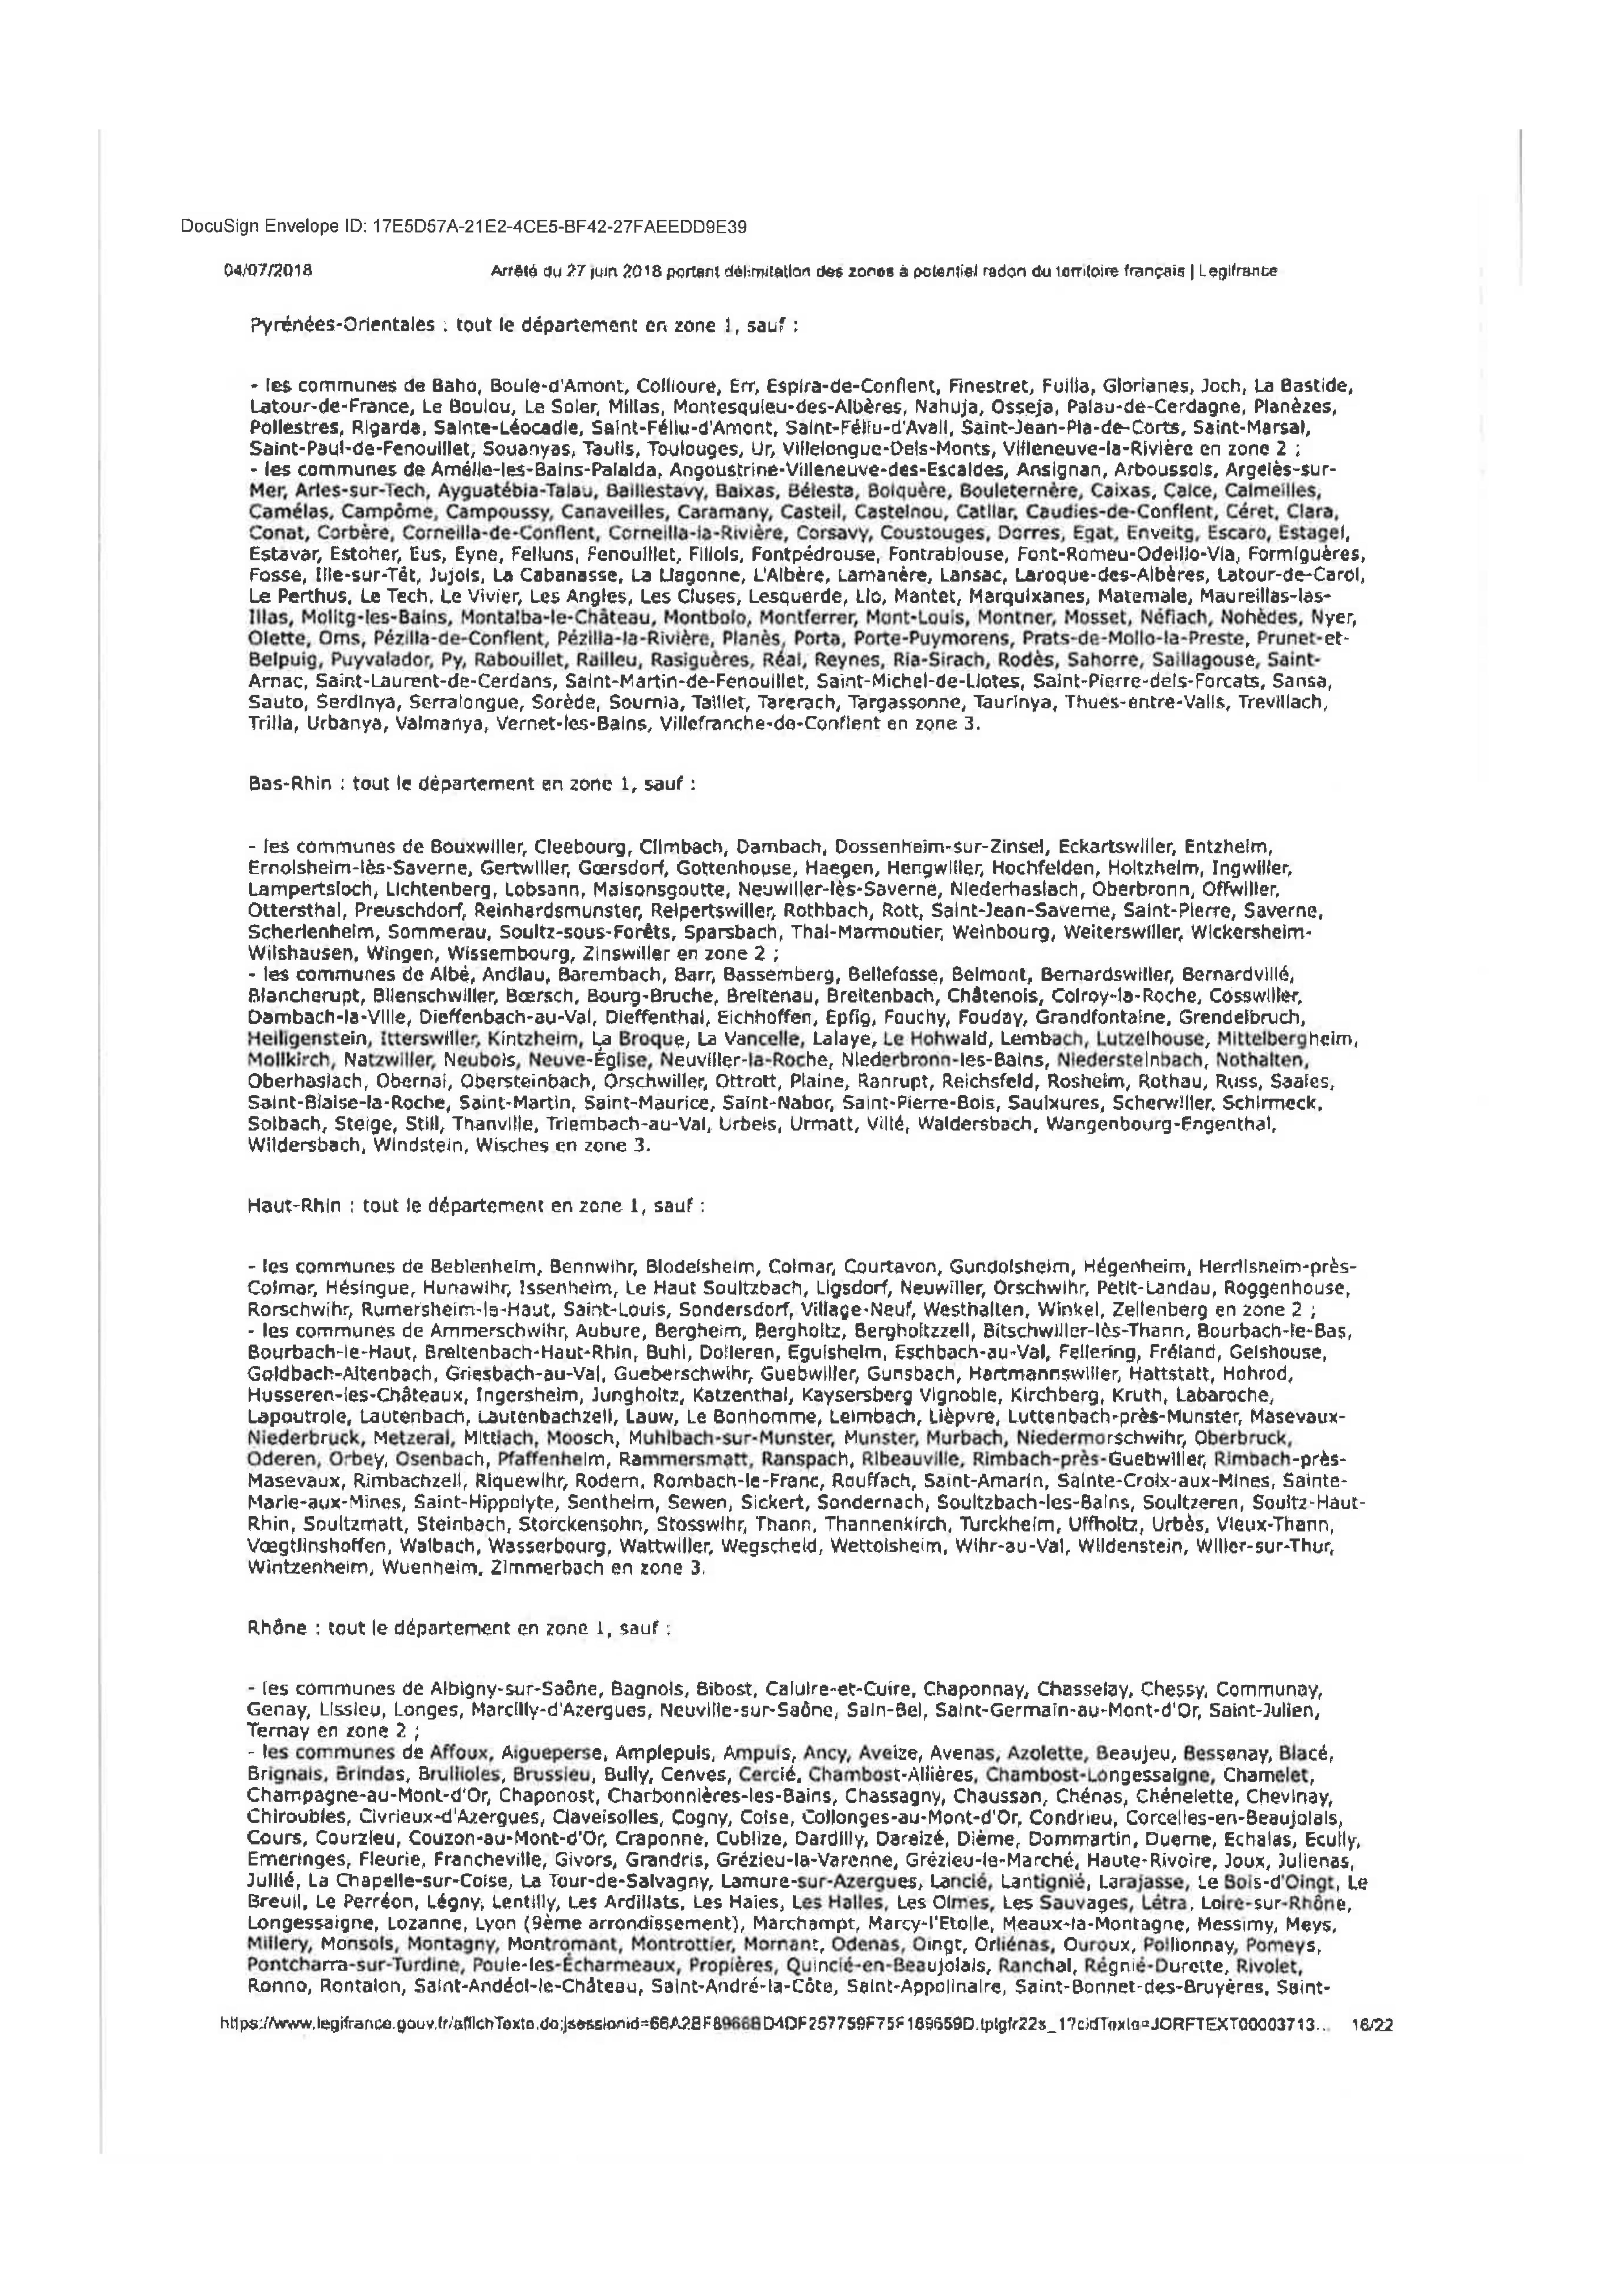 DocuSign Envelope ID: 17E5D57A-21E2-4CE5-BF42-27FAEEDD9E39
04/07/2018 Arrêté du 27 juin 2018 portant délimitation des zones à potentiel radon du territoire français | Legifrance
Pyrénées-Orientales : tout le département en zone 1, sauf :
- les communes de Baho, Boule-d'Amont, Collioure, Err, Espira-de-Conflent, Finestret, Fuilla, Glorianes, Joch, La Bastide,
Latour-de-France, Le Boulou, Le Soler, Millas, Montesquieu-des-Albères, Nahuja, Osseja, Palau-de-Cerdagne, Planèzes,
Pollestres, Rigarda, Sainte-Léocadie, Saint-Féliu-d'Amont, Saint-Féliu-d'Avall, Saint-Jean-Pla-de-Corts, Saint-Marsal,
Saint-Paul-de-Fenouillet, Souanyas, Taulis, Toulouges, Ur, Villelongue-Dels-Monts, Villeneuve-la-Rivière en zone 2 ;
- les communes de Amélie-les-Bains-Palalda, Angoustrine-Villeneuve-des-Escaldes, Ansignan, Arboussols, Argelès-sur-
Mer, Arles-sur-Tech, Ayguatébia-Talau, Baillestavy, Baixas, Bélesta, Bolquère, Bouleternère, Caixas, Calce, Calmeilles,
Camélas, Campôme, Campoussy, Canaveilles, Caramany, Casteil, Castelnou, Catllar, Caudies-de-Conflent, Céret, Clara,
Conat, Corbère, Corneilla-de-Conflent, Corneilla-la-Rivière, Corsavy, Coustouges, Dorres, Egat, Enveitg, Escaro, Estagel,
Estavar, Estoher, Eus, Eyne, Felluns, Fenouillet, Fillols, Fontpédrouse, Fontrabiouse, Font-Romeu-Odeillo-Via, Formiguères,
Fosse, Ille-sur-Têt, Jujols, La Cabanasse, La Llagonne, L'Albère, Lamanère, Lansac, Laroque-des-Albères, Latour-de-Carol,
Le Perthus, Le Tech, Le Vivier, Les Angles, Les Cluses, Lesquerde, Llo, Mantet, Marquixanes, Matemale, Maureillas-las-
Illas, Molitg-les-Bains, Montalba-le-Château, Montbolo, Montferrer, Mont-Louis, Montner, Mosset, Néfiach, Nohèdes, Nyer,
Olette, Oms, Pézilla-de-Conflent, Pézilla-la-Rivière, Planès, Porta, Porte-Puymorens, Prats-de-Mollo-la-Preste, Prunet-et-
Belpuig, Puyvalador, Py, Rabouillet, Railleu, Rasiguères, Réal, Reynes, Ria-Sirach, Rodès, Sahorre, Saillagouse, Saint-
Arnac, Saint-Laurent-de-Cerdans, Saint-Martin-de-Fenouillet, Saint-Michel-de-Llotes, Saint-Pierre-dels-Forcats, Sansa,
Sauto, Serdinya, Serralongue, Sorède, Sournia, Taillet, Tarerach, Targassonne, Taurinya, Thues-entre-Valls, Trevillach,
Trilla, Urbanya, Valmanya, Vernet-les-Bains, Villefranche-de-Conflent en zone 3.
Bas-Rhin : tout le département en zone 1, sauf :
- les communes de Bouxwiller, Cleebourg, Climbach, Dambach, Dossenheim-sur-Zinsel, Eckartswiller, Entzheim,
Ernolsheim-lès-Saverne, Gertwiller, Gœrsdorf, Gottenhouse, Haegen, Hengwiller, Hochfelden, Holtzheim, Ingwiller,
Lampertsloch, Lichtenberg, Lobsann, Maisonsgoutte, Neuwiller-lès-Saverne, Niederhaslach, Oberbronn, Offwiller,
Ottersthal, Preuschdorf, Reinhardsmunster, Reipertswiller, Rothbach, Rott, Saint-Jean-Saverne, Saint-Pierre, Saverne,
Scherlenheim, Sommerau, Soultz-sous-Forêts, Sparsbach, Thal-Marmoutier, Weinbourg, Weiterswiller, Wickersheim-
Wilshausen, Wingen, Wissembourg, Zinswiller en zone 2 ;
- les communes de Albé, Andlau, Barembach, Barr, Bassemberg, Bellefosse, Belmont, Bernardswiller, Bernardvillé,
Blancherupt, Blienschwiller, Bœrsch, Bourg-Bruche, Breitenau, Breitenbach, Châtenois, Colroy-la-Roche, Cosswiller,
Dambach-la-Ville, Dieffenbach-au-Val, Dieffenthal, Eichhoffen, Epfig, Fouchy, Fouday, Grandfontaine, Grendelbruch,
Heiligenstein, Itterswiller, Kintzheim, La Broque, La Vancelle, Lalaye, Le Hohwald, Lembach, Lutzelhouse, Mittelbergheim,
Mollkirch, Natzwiller, Neubois, Neuve-Église, Neuviller-la-Roche, Niederbronn-les-Bains, Niedersteinbach, Nothalten,
Oberhaslach, Obernai, Obersteinbach, Orschwiller, Ottrott, Plaine, Ranrupt, Reichsfeld, Rosheim, Rothau, Russ, Saales,
Saint-Blaise-la-Roche, Saint-Martin, Saint-Maurice, Saint-Nabor, Saint-Pierre-Bois, Saulxures, Scherwiller, Schirmeck,
Solbach, Steige, Still, Thanville, Triembach-au-Val, Urbeis, Urmatt, Villé, Waldersbach, Wangenbourg-Engenthal,
Wildersbach, Windstein, Wisches en zone 3.
Haut-Rhin : tout le département en zone 1, sauf :
- les communes de Beblenheim, Bennwihr, Blodelsheim, Colmar, Courtavon, Gundolsheim, Hégenheim, Herrlisheim-près-
Colmar, Hésingue, Hunawihr, Issenheim, Le Haut Soultzbach, Ligsdorf, Neuwiller, Orschwihr, Petit-Landau, Roggenhouse,
Rorschwihr, Rumersheim-le-Haut, Saint-Louis, Sondersdorf, Village-Neuf, Westhalten, Winkel, Zellenberg en zone 2 ;
- les communes de Ammerschwihr, Aubure, Bergheim, Bergholtz, Bergholtzzell, Bitschwiller-lès-Thann, Bourbach-le-Bas,
Bourbach-le-Haut, Breitenbach-Haut-Rhin, Buhl, Dolleren, Eguisheim, Eschbach-au-Val, Fellering, Fréland, Geishouse,
Goldbach-Altenbach, Griesbach-au-Val, Gueberschwihr, Guebwiller, Gunsbach, Hartmannswiller, Hattstatt, Hohrod,
Husseren-les-Châteaux, Ingersheim, Jungholtz, Katzenthal, Kaysersberg Vignoble, Kirchberg, Kruth, Labaroche,
Lapoutroie, Lautenbach, Lautenbachzell, Lauw, Le Bonhomme, Leimbach, Lièpvre, Luttenbach-près-Munster, Masevaux-
Niederbruck, Metzeral, Mittlach, Moosch, Muhlbach-sur-Munster, Munster, Murbach, Niedermorschwihr, Oberbruck,
Oderen, Orbey, Osenbach, Pfaffenheim, Rammersmatt, Ranspach, Ribeauville, Rimbach-près-Guebwiller, Rimbach-près-
Masevaux, Rimbachzell, Riquewihr, Rodern, Rombach-le-Franc, Rouffach, Saint-Amarin, Sainte-Croix-aux-Mines, Sainte-
Marie-aux-Mines, Saint-Hippolyte, Sentheim, Sewen, Sickert, Sondernach, Soultzbach-les-Bains, Soultzeren, Soultz-Haut-
Rhin, Soultzmatt, Steinbach, Storckensohn, Stosswihr, Thann, Thannenkirch, Turckheim, Uffholtz, Urbès, Vieux-Thann,
Vœgtlinshoffen, Walbach, Wasserbourg, Wattwiller, Wegscheid, Wettolsheim, Wihr-au-Val, Wildenstein, Willer-sur-Thur,
Wintzenheim, Wuenheim, Zimmerbach en zone 3.
Rhône : tout le département en zone 1, sauf :
- les communes de Albigny-sur-Saône, Bagnols, Bibost, Caluire-et-Cuire, Chaponnay, Chasselay, Chessy, Communay,
Genay, Lissieu, Longes, Marcilly-d'Azergues, Neuville-sur-Saône, Sain-Bel, Saint-Germain-au-Mont-d'Or, Saint-Julien,
Ternay en zone 2 ;
- les communes de Affoux, Aigueperse, Amplepuis, Ampuis, Ancy, Aveize, Avenas, Azolette, Beaujeu, Bessenay, Blacé,
Brignais, Brindas, Brullioles, Brussieu, Bully, Cenves, Cercié, Chambost-Allières, Chambost-Longessaigne, Chamelet,
Champagne-au-Mont-d'Or, Chaponost, Charbonnières-les-Bains, Chassagny, Chaussan, Chénas, Chénelette, Chevinay,
Chiroubles, Civrieux-d'Azergues, Claveisolles, Cogny, Coise, Collonges-au-Mont-d'Or, Condrieu, Corcelles-en-Beaujolais,
Cours, Courzieu, Couzon-au-Mont-d'Or, Craponne, Cublize, Dardilly, Dareizé, Dième, Dommartin, Duerne, Echalas, Ecully,
Emeringes, Fleurie, Francheville, Givors, Grandris, Grézieu-la-Varenne, Grézieu-le-Marché, Haute-Rivoire, Joux, Julienas,
Jullié, La Chapelle-sur-Coise, La Tour-de-Salvagny, Lamure-sur-Azergues, Lancié, Lantignié, Larajasse, Le Bois-d'Oingt, Le
Breuil, Le Perréon, Légny, Lentilly, Les Ardillats, Les Haies, Les Halles, Les Olmes, Les Sauvages, Létra, Loire-sur-Rhône,
Longessaigne, Lozanne, Lyon (9ème arrondissement), Marchampt, Marcy-l'Etoile, Meaux-la-Montagne, Messimy, Meys,
Millery, Monsols, Montagny, Montromant, Montrottier, Mornant, Odenas, Oingt, Orliénas, Ouroux, Pollionnay, Pomeys,
Pontcharra-sur-Turdine, Poule-les-Écharmeaux, Propières, Quincié-en-Beaujolais, Ranchal, Régnié-Durette, Rivolet,
Ronno, Rontalon, Saint-Andéol-le-Château, Saint-André-la-Côte, Saint-Appolinaire, Saint-Bonnet-des-Bruyères, Saint-
https://www.legifrance.gouv.fr/affichTexte.do;jsessionid=66A2BF89668D4DF257759F75F169659D.tplgfr22s_1?cidTexte=JORFTEXT00003713... 16/22